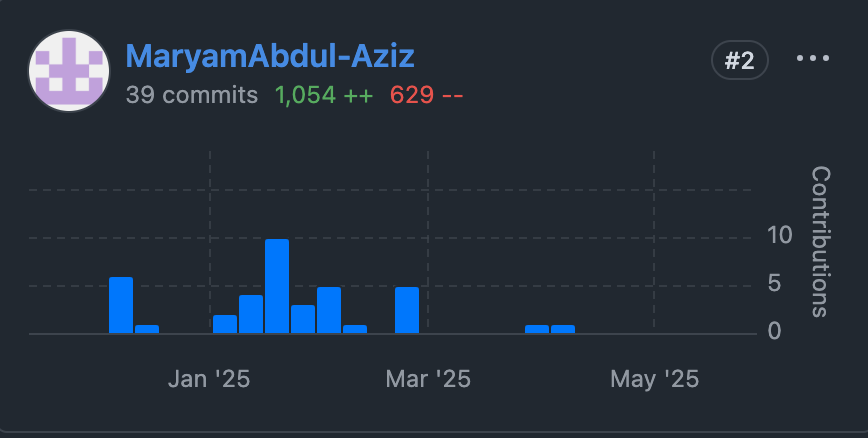 MaryamAbdul-Aziz
#2
39 commits 1,054 ++ 629 --
Contributions
10
5
0
Jan '25 Mar '25 May '25